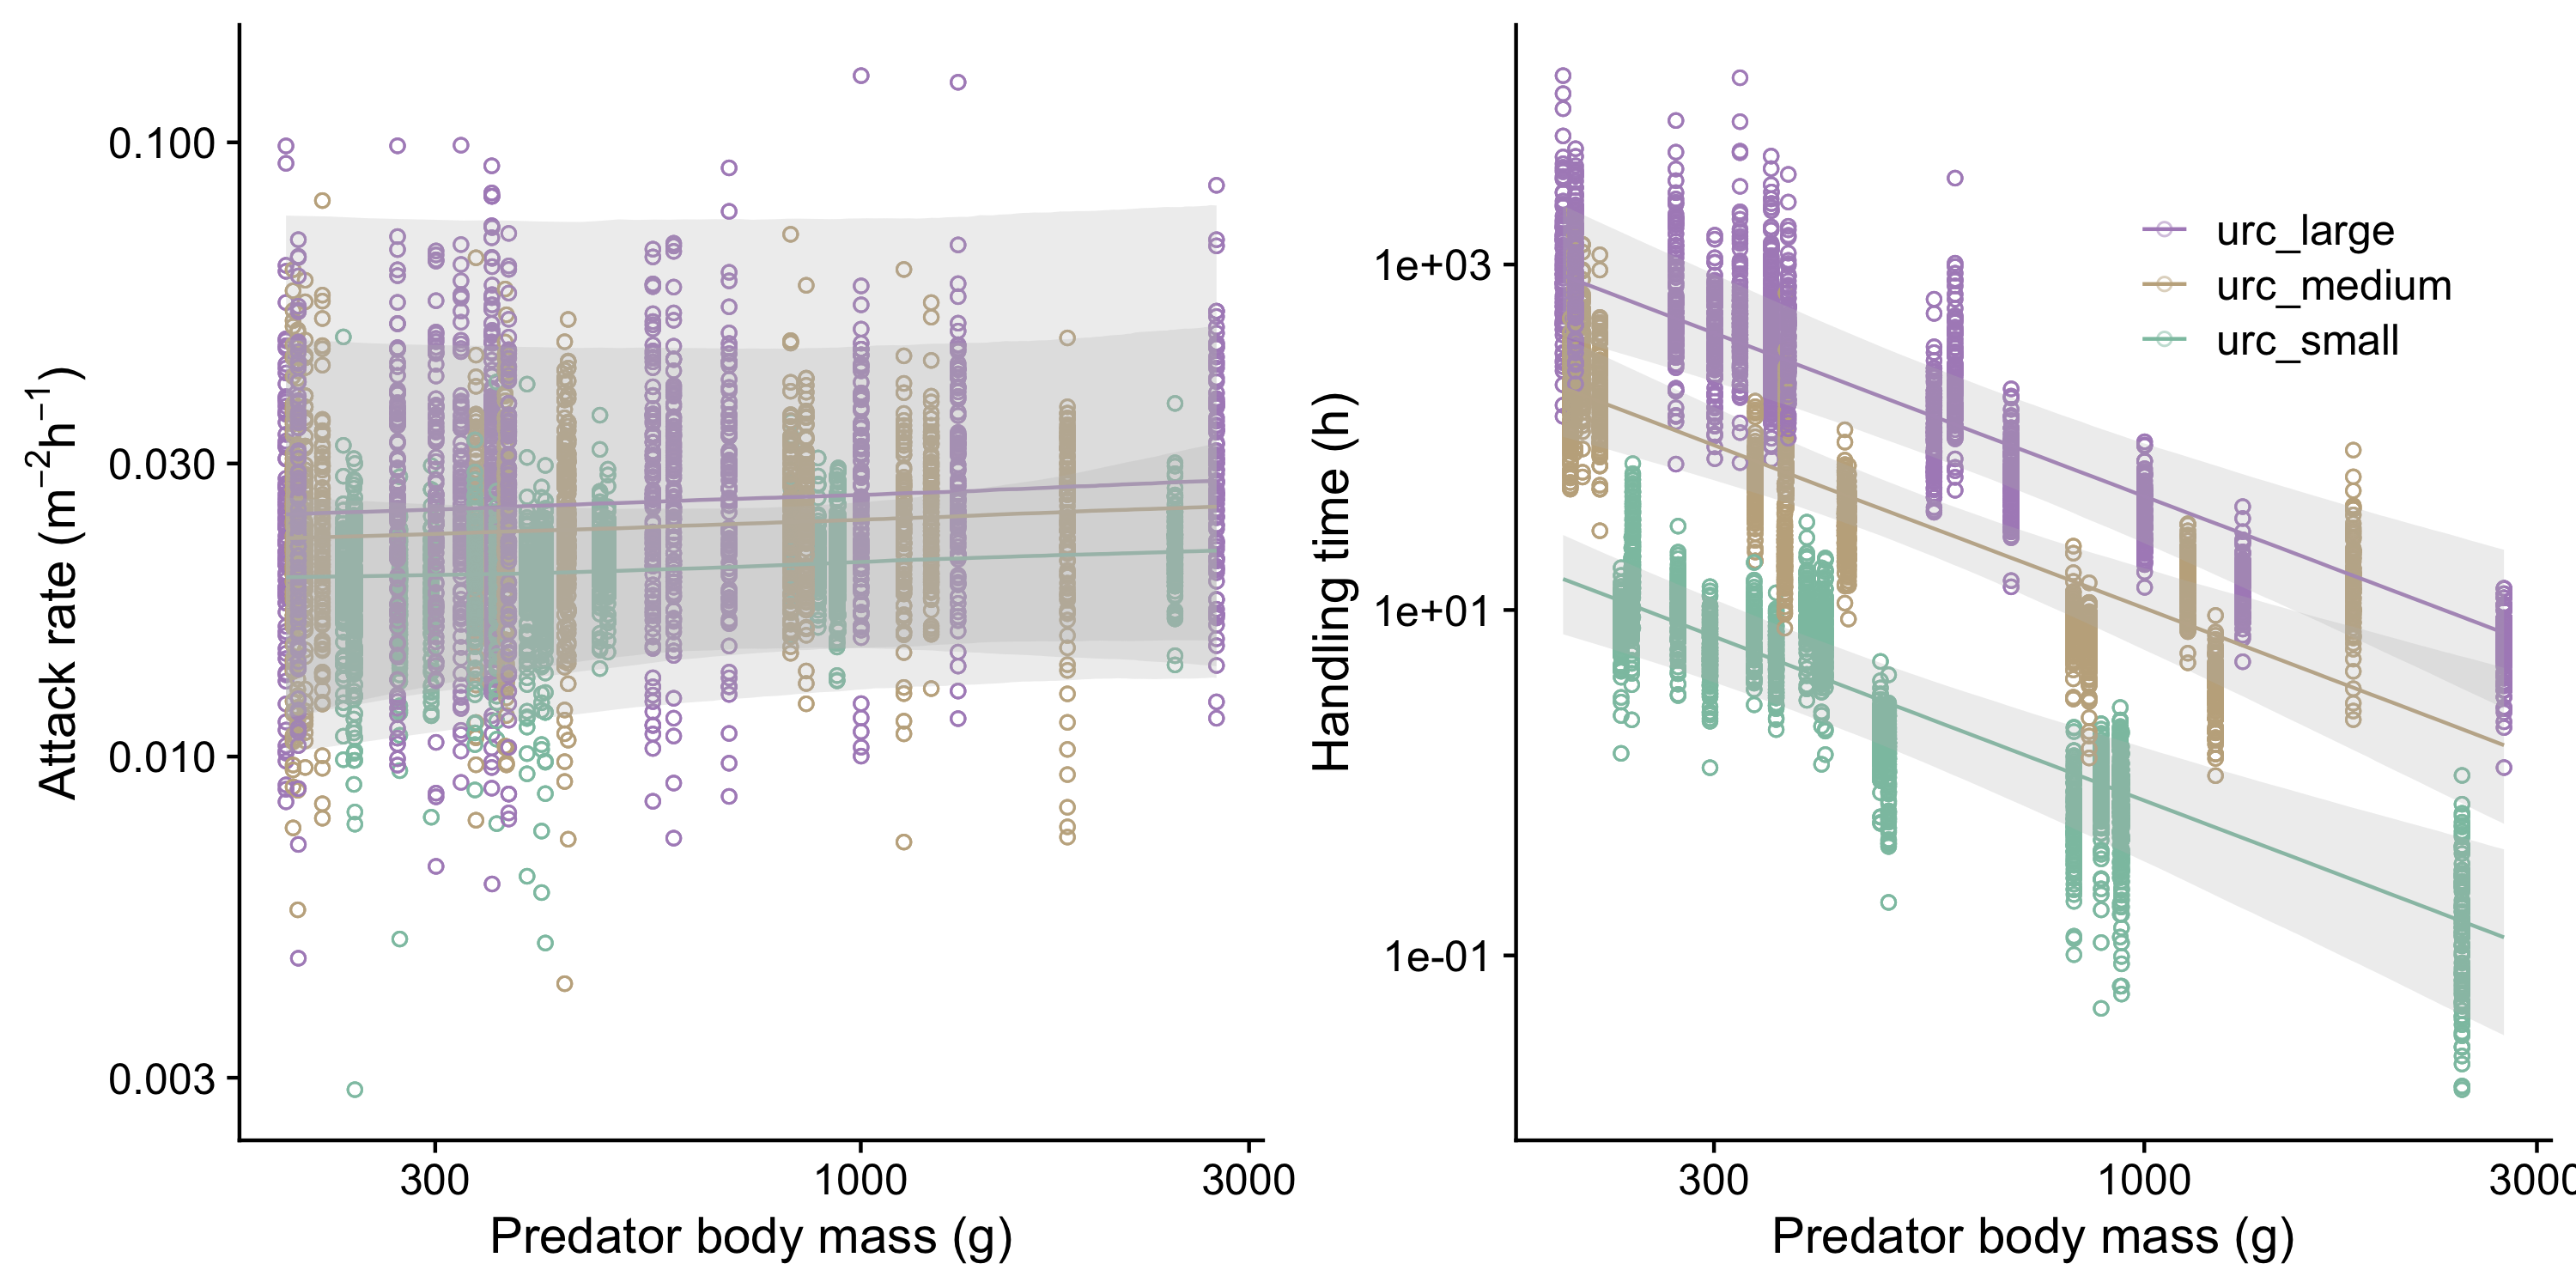 Attack rate (m⁻²h⁻¹)
0.100
0.030
0.010
0.003
300 1000 3000
Predator body mass (g)
Handling time (h)
1e+03
1e+01
1e-01
urc_large
urc_medium
urc_small
300 1000 300
Predator body mass (g)